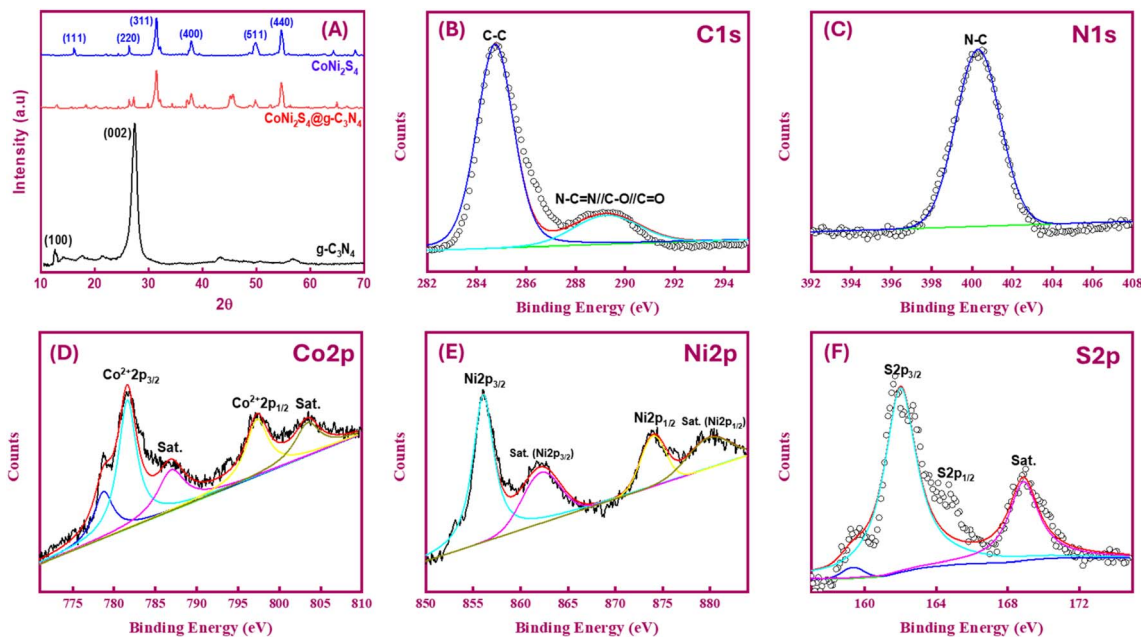 (A)
(111)
(220)
(311)
(400)
(511)
(440)
CoNi₂S₄
CoNi₂S₄@g-C₃N₄
(002)
(100)
g-C₃N₄
Intensity (a.u)
10 20 30 40 50 60 70
2θ
(B)
C1s
C-C
N-C=N//C-O//C=O
Counts
282 284 286 288 290 292 294
Binding Energy (eV)
(C)
N1s
N-C
Counts
392 394 396 398 400 402 404 406 408
Binding Energy (eV)
(D)
Co2p
Co²⁺2p₃/₂
Sat.
Co²⁺2p₁/₂
Sat.
Counts
775 780 785 790 795 800 805 810
Binding Energy (eV)
(E)
Ni2p
Ni2p₃/₂
Sat. (Ni2p₃/₂)
Ni2p₁/₂
Sat. (Ni2p₁/₂)
Counts
850 855 860 865 870 875 880
Binding Energy (eV)
(F)
S2p
S2p₃/₂
S2p₁/₂
Sat.
Counts
160 164 168 172
Binding Energy (eV)